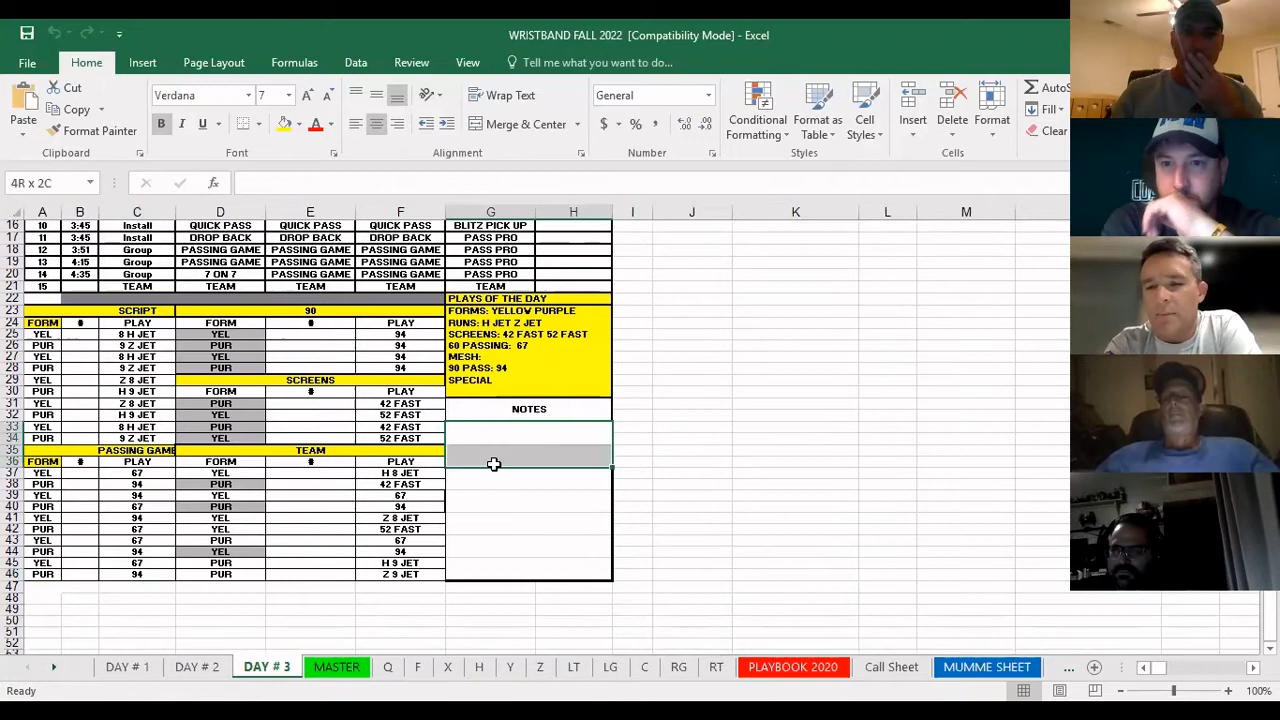 WRISTBAND FALL 2022 [Compatibility Mode] - Excel
File Home Insert Page Layout Formulas Data Review View Tell me what you want to do...
Cut
Copy
Format Painter
Paste
Clipboard
Verdana 7
B I U
Font
Wrap Text
Merge & Center
Alignment
General
$ % ,
Number
Conditional Formatting
Format as Table
Cell Styles
Styles
Insert Delete Format
Cells
AutoS
Fill
Clear
4R x 2C fx
A B C D E F G H I J K L M
16 10 3:45 Install QUICK PASS QUICK PASS QUICK PASS BLITZ PICK UP
17 11 3:45 Install DROP BACK DROP BACK DROP BACK PASS PRO
18 12 3:51 Group PASSING GAME PASSING GAME PASSING GAME PASS PRO
19 13 4:15 Group PASSING GAME PASSING GAME PASSING GAME PASS PRO
20 14 4:35 Group 7 ON 7 PASSING GAME PASSING GAME PASS PRO
21 15 TEAM TEAM TEAM TEAM TEAM
22 PLAYS OF THE DAY
23 SCRIPT 90 FORMS: YELLOW PURPLE
24 FORM # PLAY FORM # PLAY RUNS: H JET Z JET
25 YEL 8 H JET YEL 94 SCREENS: 42 FAST 52 FAST
26 PUR 9 Z JET PUR 94 60 PASSING: 67
27 YEL 8 H JET YEL 94 MESH:
28 PUR 9 Z JET PUR 94 90 PASS: 94
29 YEL Z 8 JET SCREENS SPECIAL
30 PUR H 9 JET FORM # PLAY
31 YEL Z 8 JET PUR 42 FAST NOTES
32 PUR H 9 JET YEL 52 FAST
33 YEL 8 H JET PUR 42 FAST
34 PUR 9 Z JET YEL 52 FAST
35 PASSING GAME TEAM
36 FORM # PLAY FORM # PLAY
37 YEL 67 YEL H 8 JET
38 PUR 94 PUR 42 FAST
39 YEL 94 YEL 67
40 PUR 67 PUR 94
41 YEL 94 YEL Z 8 JET
42 PUR 67 YEL 52 FAST
43 YEL 67 PUR 67
44 PUR 94 YEL 94
45 YEL 67 PUR H 9 JET
46 PUR 94 PUR Z 9 JET
47
48
49
50
51
52
53
DAY # 1 DAY # 2 DAY # 3 MASTER Q F X H Y Z LT LG C RG RT PLAYBOOK 2020 Call Sheet MUMME SHEET ...
Ready 100%